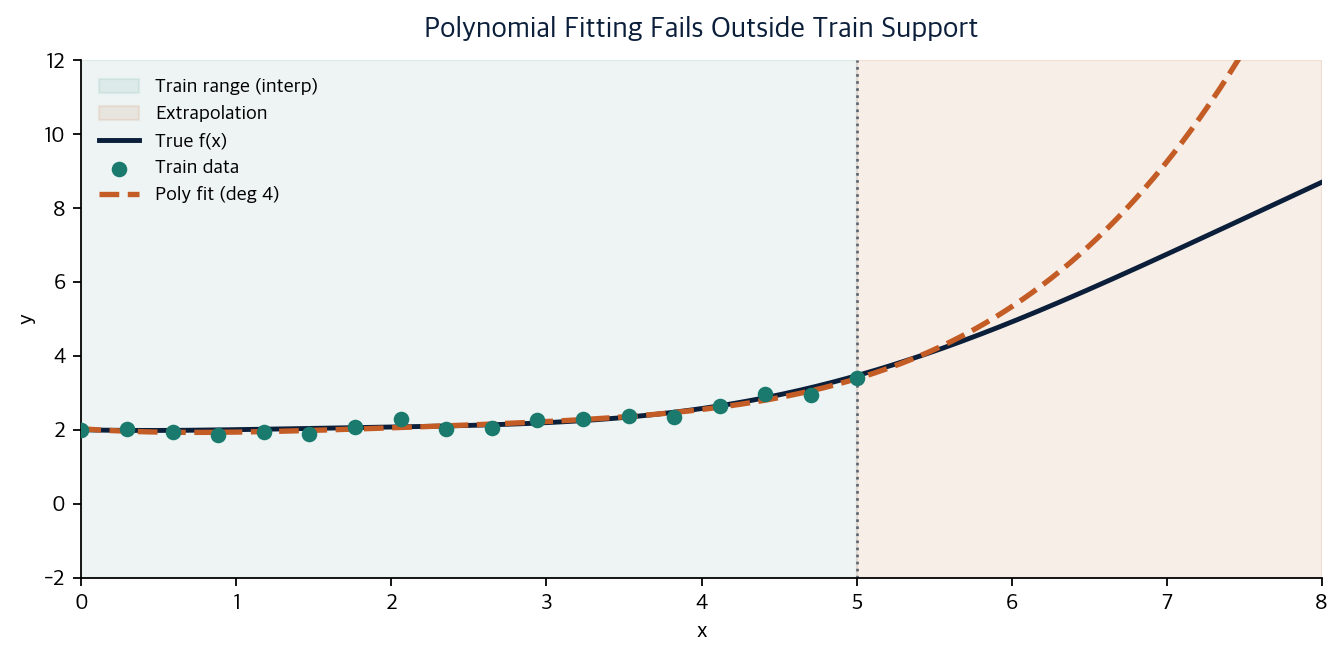 Polynomial Fitting Fails Outside Train Support
12
10
8
6
4
2
0
-2
y
Train range (interp)
Extrapolation
True f(x)
Train data
Poly fit (deg 4)
0 1 2 3 4 5 6 7 8
x